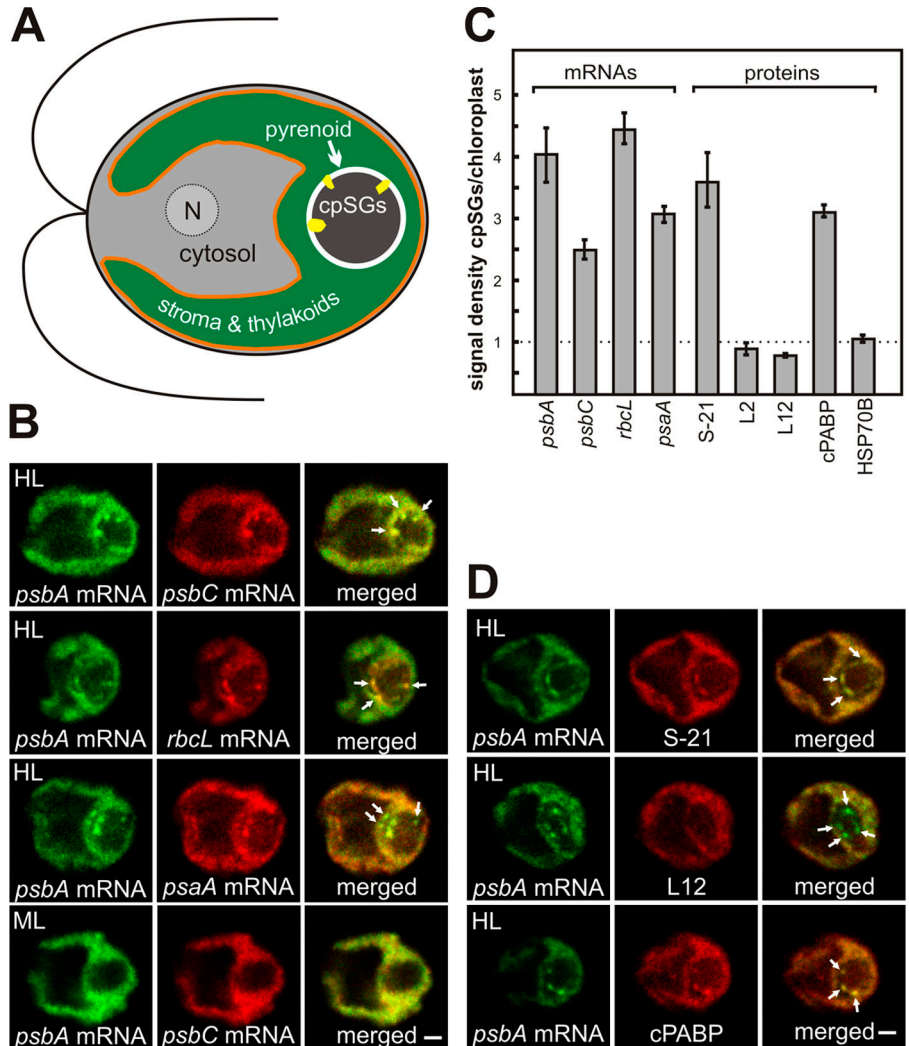 A
pyrenoid
cpSGs
N
cytosol
stroma & thylakoids
B
HL
psbA mRNA psbC mRNA merged
HL
psbA mRNA rbcL mRNA merged
HL
psbA mRNA psaA mRNA merged
ML
psbA mRNA psbC mRNA merged
C
mRNAs proteins
signal density cpSGs/chloroplast
5
4
3
2
1
psbA psbC rbcL psaA S-21 L2 L12 cPABP HSP70B
D
HL
psbA mRNA S-21 merged
HL
psbA mRNA L12 merged
HL
psbA mRNA cPABP merged